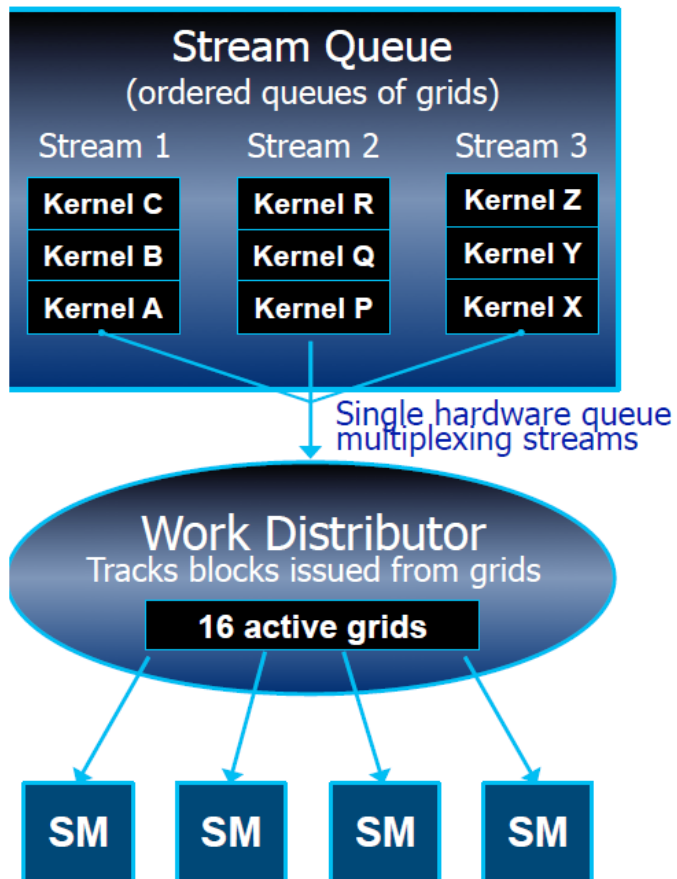 Stream Queue
(ordered queues of grids)
Stream 1 Stream 2 Stream 3
Kernel C Kernel R Kernel Z
Kernel B Kernel Q Kernel Y
Kernel A Kernel P Kernel X
Single hardware queue
multiplexing streams
Work Distributor
Tracks blocks issued from grids
16 active grids
SM SM SM SM